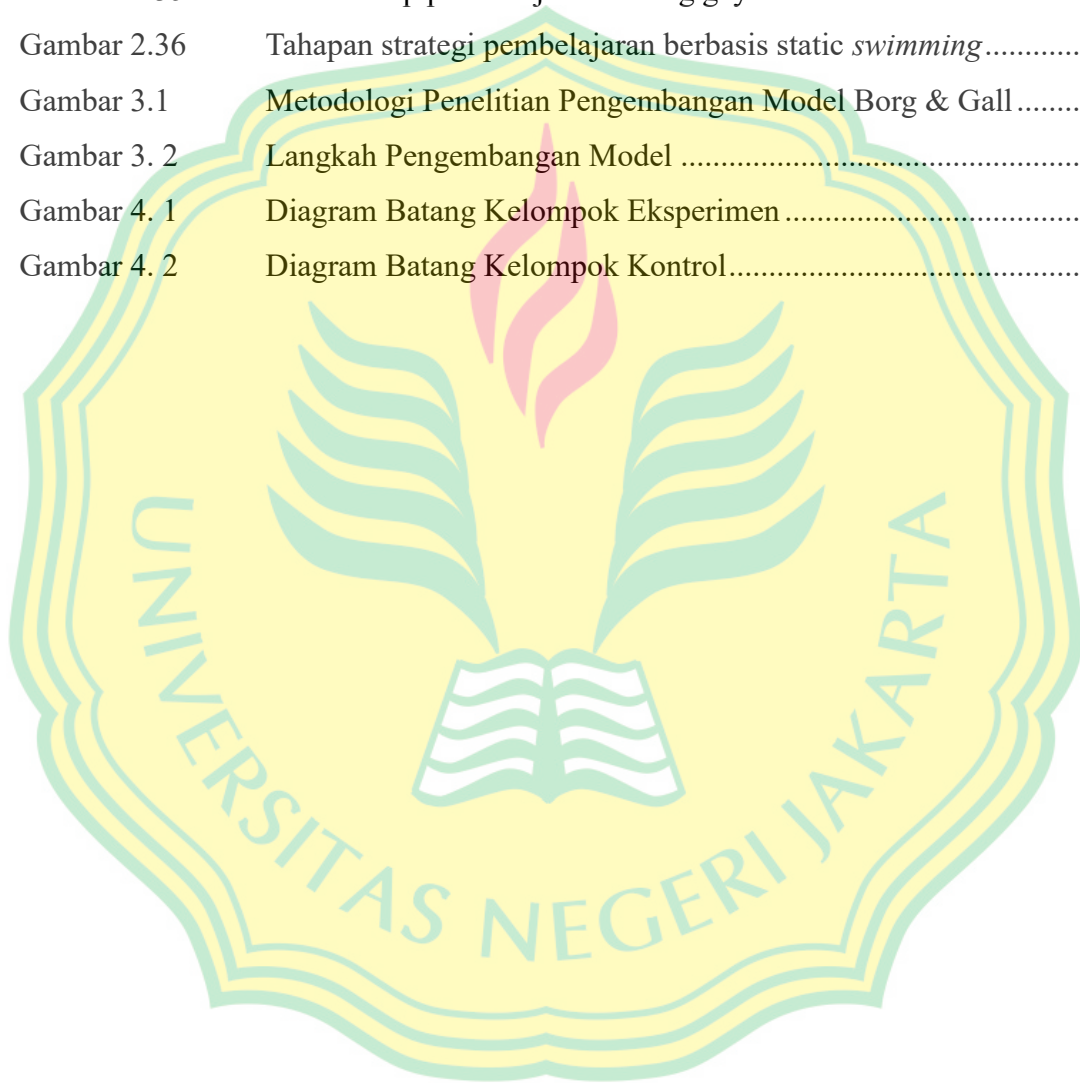 Gambar 2.36 Tahapan strategi pembelajaran berbasis static swimming............
Gambar 3.1 Metodologi Penelitian Pengembangan Model Borg & Gall........
Gambar 3. 2 Langkah Pengembangan Model ..................................................
Gambar 4. 1 Diagram Batang Kelompok Eksperimen .....................................
Gambar 4. 2 Diagram Batang Kelompok Kontrol............................................
UNIVERSITAS NEGERI JAKARTA